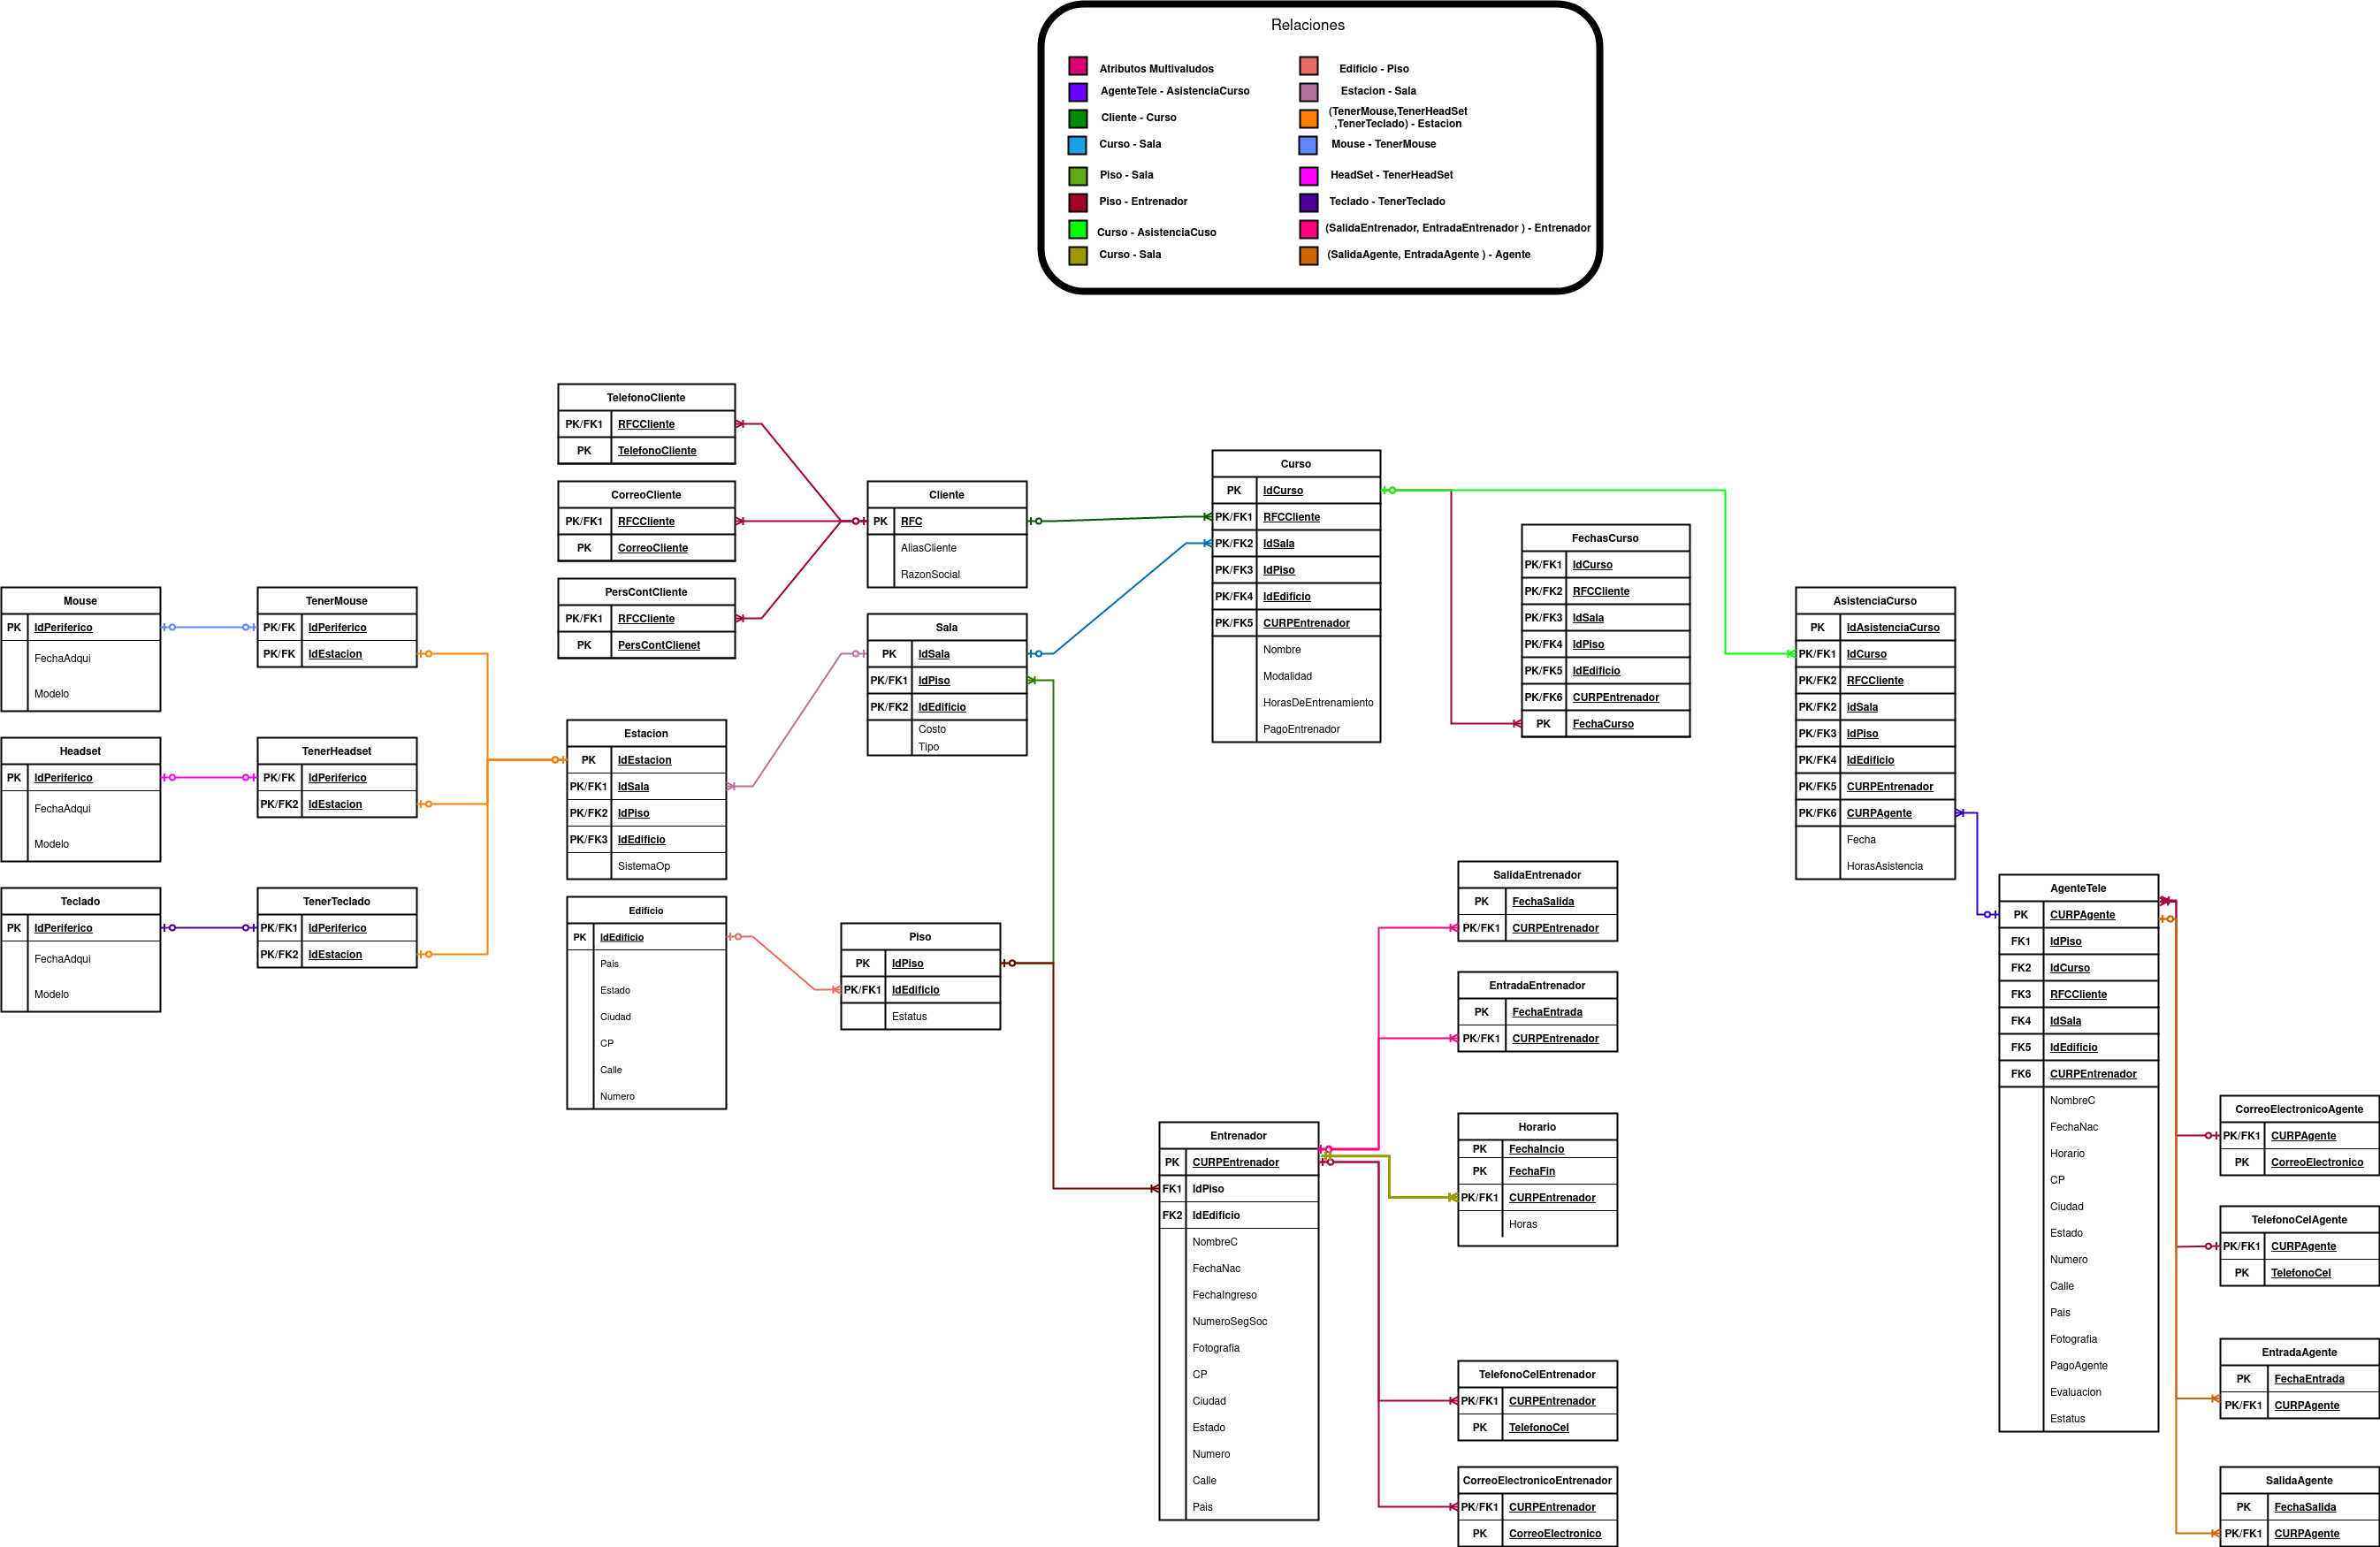 Relaciones
Atributos Multivaludos
AgenteTele - AsistenciaCurso
Cliente - Curso
Curso - Sala
Piso - Sala
Piso - Entrenador
Curso - AsistenciaCuso
Curso - Sala
Edificio - Piso
Estacion - Sala
(TenerMouse,TenerHeadSet
,TenerTeclado) - Estacion
Mouse - TenerMouse
HeadSet - TenerHeadSet
Teclado - TenerTeclado
(SalidaEntrenador, EntradaEntrenador ) - Entrenador
(SalidaAgente, EntradaAgente ) - Agente
Mouse
PK IdPeriferico
FechaAdqui
Modelo
Headset
PK IdPeriferico
FechaAdqui
Modelo
Teclado
PK IdPeriferico
FechaAdqui
Modelo
TenerMouse
PK/FK IdPeriferico
PK/FK IdEstacion
TenerHeadset
PK/FK IdPeriferico
PK/FK2 IdEstacion
TenerTeclado
PK/FK1 IdPeriferico
PK/FK2 IdEstacion
TelefonoCliente
PK/FK1 RFCCliente
PK TelefonoCliente
CorreoCliente
PK/FK1 RFCCliente
PK CorreoCliente
PersContCliente
PK/FK1 RFCCliente
PK PersContClienet
Estacion
PK IdEstacion
PK/FK1 IdSala
PK/FK2 IdPiso
PK/FK3 IdEdificio
SistemaOp
Edificio
PK IdEdificio
Pais
Estado
Ciudad
CP
Calle
Numero
Cliente
PK RFC
AliasCliente
RazonSocial
Sala
PK IdSala
PK/FK1 IdPiso
PK/FK2 IdEdificio
Costo
Tipo
Piso
PK IdPiso
PK/FK1 IdEdificio
Estatus
Curso
PK IdCurso
PK/FK1 RFCCliente
PK/FK2 IdSala
PK/FK3 IdPiso
PK/FK4 IdEdificio
PK/FK5 CURPEntrenador
Nombre
Modalidad
HorasDeEntrenamiento
PagoEntrenador
FechasCurso
PK/FK1 IdCurso
PK/FK2 RFCCliente
PK/FK3 IdSala
PK/FK4 IdPiso
PK/FK5 IdEdificio
PK/FK6 CURPEntrenador
PK FechaCurso
AsistenciaCurso
PK IdAsistenciaCurso
PK/FK1 IdCurso
PK/FK2 RFCCliente
PK/FK2 idSala
PK/FK3 IdPiso
PK/FK4 IdEdificio
PK/FK5 CURPEntrenador
PK/FK6 CURPAgente
Fecha
HorasAsistencia
Entrenador
PK CURPEntrenador
FK1 IdPiso
FK2 IdEdificio
NombreC
FechaNac
FechaIngreso
NumeroSegSoc
Fotografia
CP
Ciudad
Estado
Numero
Calle
Pais
SalidaEntrenador
PK FechaSalida
PK/FK1 CURPEntrenador
EntradaEntrenador
PK FechaEntrada
PK/FK1 CURPEntrenador
Horario
PK FechaIncio
PK FechaFin
PK/FK1 CURPEntrenador
Horas
TelefonoCelEntrenador
PK/FK1 CURPEntrenador
PK TelefonoCel
CorreoElectronicoEntrenador
PK/FK1 CURPEntrenador
PK CorreoElectronico
AgenteTele
PK CURPAgente
FK1 IdPiso
FK2 IdCurso
FK3 RFCCliente
FK4 IdSala
FK5 IdEdificio
FK6 CURPEntrenador
NombreC
FechaNac
Horario
CP
Ciudad
Estado
Numero
Calle
Pais
Fotografia
PagoAgente
Evaluacion
Estatus
CorreoElectronicoAgente
PK/FK1 CURPAgente
PK CorreoElectronico
TelefonoCelAgente
PK/FK1 CURPAgente
PK TelefonoCel
EntradaAgente
PK FechaEntrada
PK/FK1 CURPAgente
SalidaAgente
PK FechaSalida
PK/FK1 CURPAgente